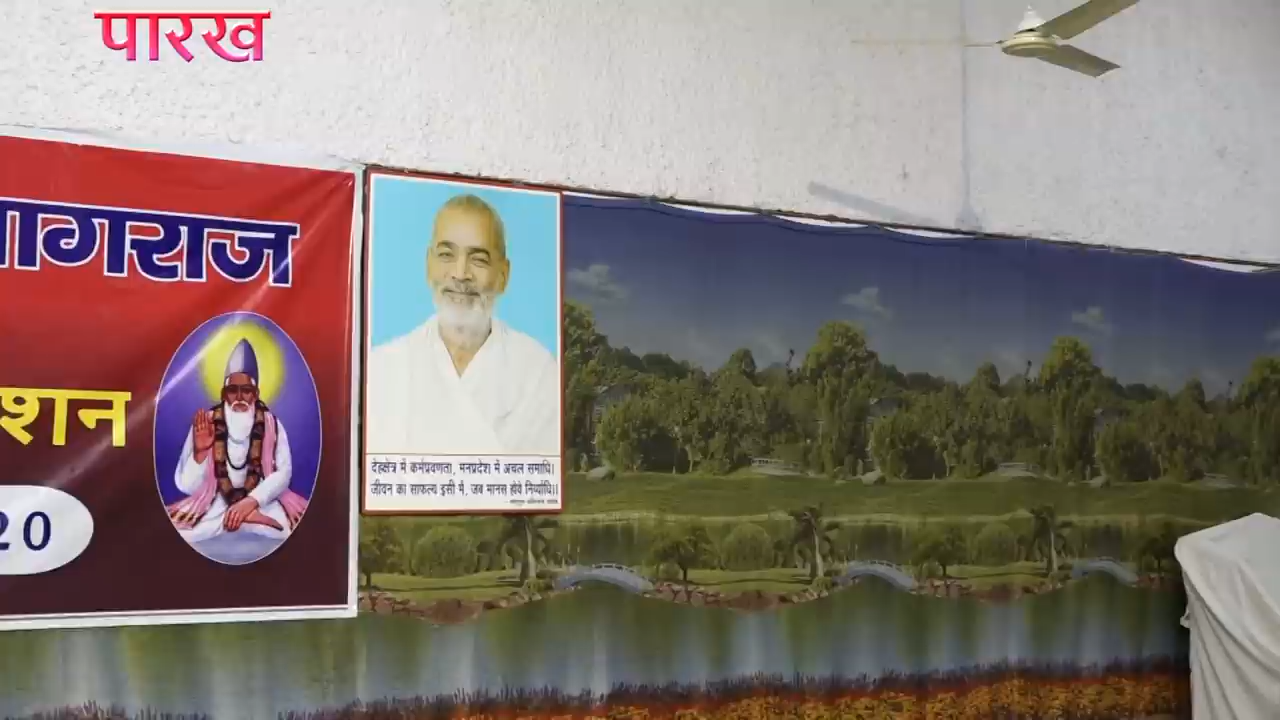 पारख
ागराज
शन
20
देहक्षेत्र में कर्मप्रवणता, मनप्रदेश में अचल समाधि।
जीवन का साफल्य इसी में, जब मानस होवे निर्व्याधि।।